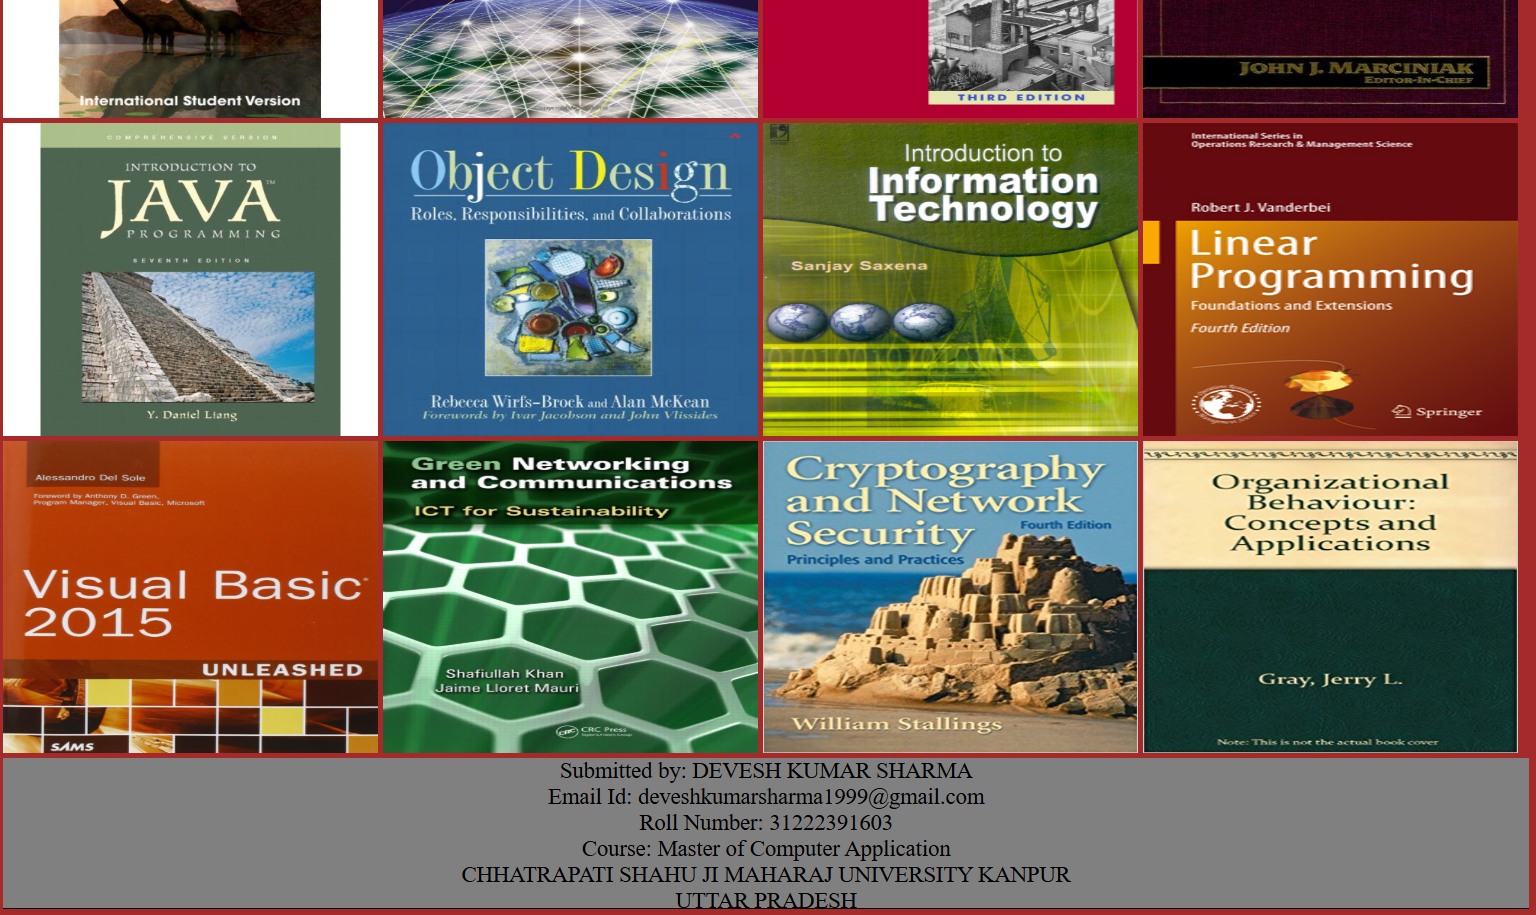 International Student Version
THIRD EDITION
JOHN J. MARCINIAK
EDITOR-IN-CHIEF
COMPREHENSIVE VERSION
INTRODUCTION TO
JAVA™
PROGRAMMING
SEVENTH EDITION
Y. Daniel Liang
Object Design
Roles, Responsibilities, and Collaborations
Rebecca Wirfs-Brock and Alan McKean
Forewords by Ivar Jacobson and John Vlissides
Introduction to
Information
Technology
Sanjay Saxena
International Series in
Operations Research & Management Science
Robert J. Vanderbei
Linear
Programming
Foundations and Extensions
Fourth Edition
Springer
Alessandro Del Sole
Foreword by Anthony D. Green,
Program Manager, Visual Basic, Microsoft
Visual Basic®
2015
UNLEASHED
SAMS
Green Networking
and Communications
ICT for Sustainability
Shafiullah Khan
Jaime Lloret Mauri
CRC
CRC Press
Cryptography
and Network
Security
Fourth Edition
Principles and Practices
William Stallings
Organizational
Behaviour:
Concepts and
Applications
Gray, Jerry L.
Note: This is not the actual book cover
Submitted by: DEVESH KUMAR SHARMA
Email Id: deveshkumarsharma1999@gmail.com
Roll Number: 31222391603
Course: Master of Computer Application
CHHATRAPATI SHAHU JI MAHARAJ UNIVERSITY KANPUR
UTTAR PRADESH